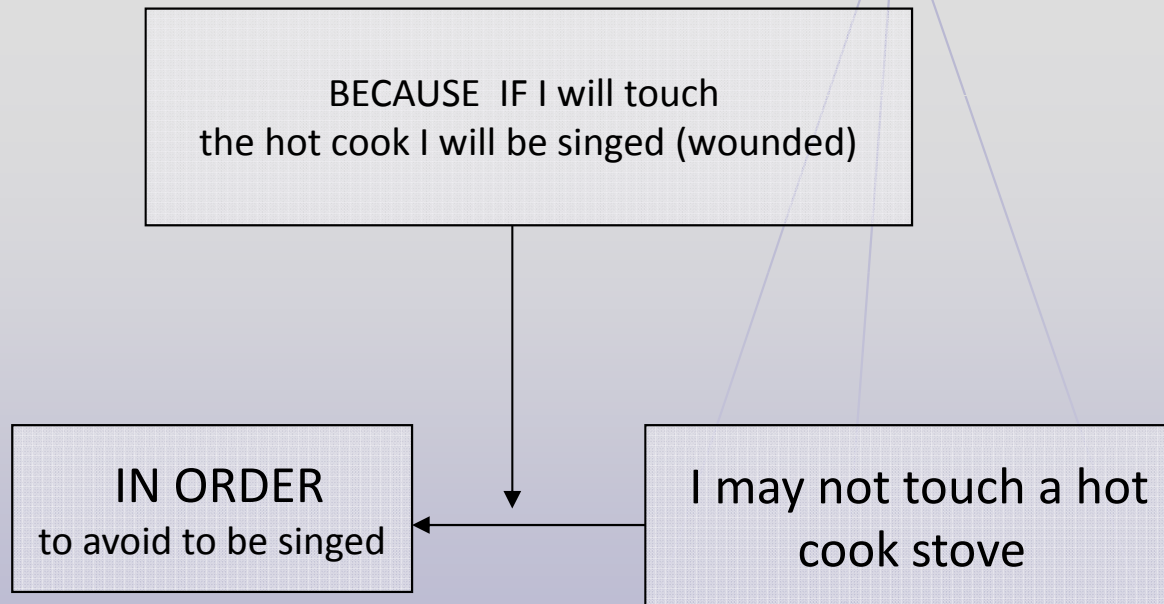 BECAUSE IF I will touch
the hot cook I will be singed (wounded)
IN ORDER
to avoid to be singed
I may not touch a hot
cook stove